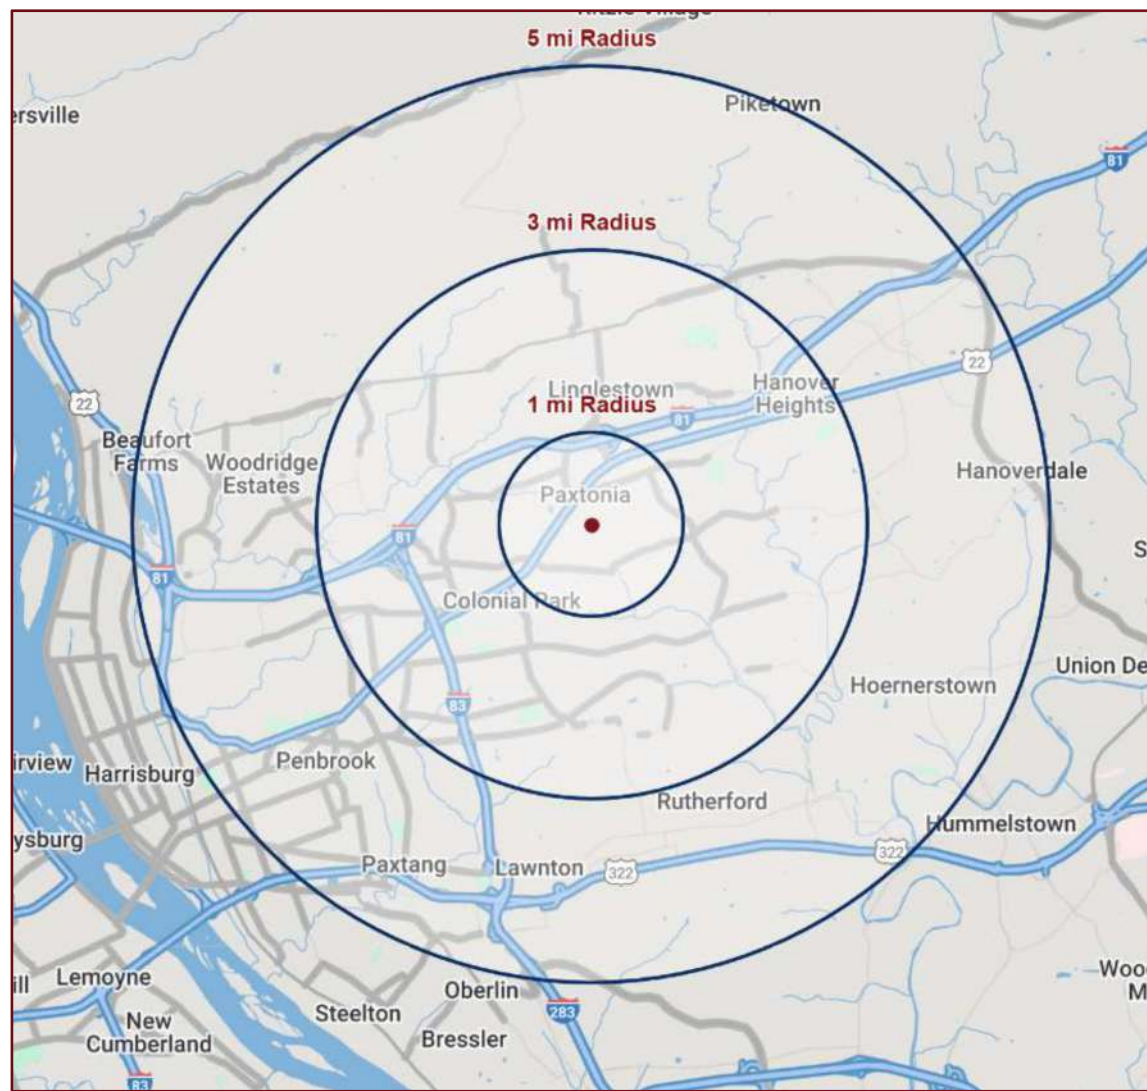 5 mi Radius
Piketown
ersville
81
3 mi Radius
22
Linglestown
Hanover
Heights
1 mi Radius
81
22
Beaufort
Farms
Woodridge
Estates
Hanoverdale
Paxtonia
81
S
81
Colonial Park
Union De
Hoernerstown
83
irview
Harrisburg
Penbrook
Rutherford
Hummelstown
ysburg
322
Paxtang
Lawnton
322
Lemoyne
ill
Oberlin
Woo
M
Steelton
283
New
Cumberland
Bressler
83